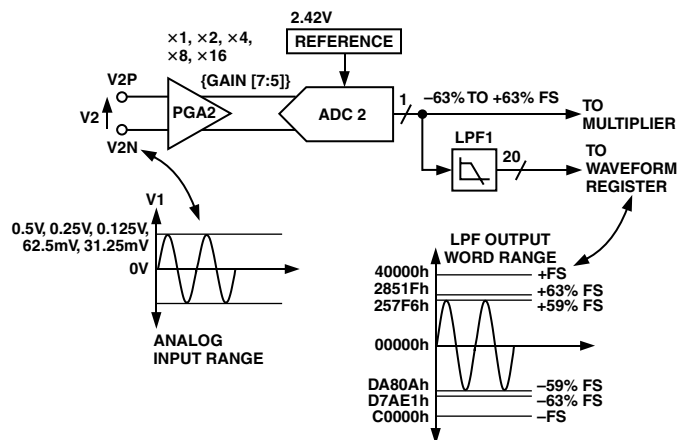 2.42V
×1, ×2, ×4,
×8, ×16
REFERENCE
{GAIN [7:5]}
V2P
V2
V2N
PGA2
ADC 2
1
–63% TO +63% FS
TO
MULTIPLIER
LPF1
20
TO
WAVEFORM
REGISTER
V1
0.5V, 0.25V, 0.125V,
62.5mV, 31.25mV
0V
ANALOG
INPUT RANGE
LPF OUTPUT
WORD RANGE
40000h
+FS
2851Fh
+63% FS
257F6h
+59% FS
00000h
DA80Ah
–59% FS
D7AE1h
–63% FS
C0000h
–FS